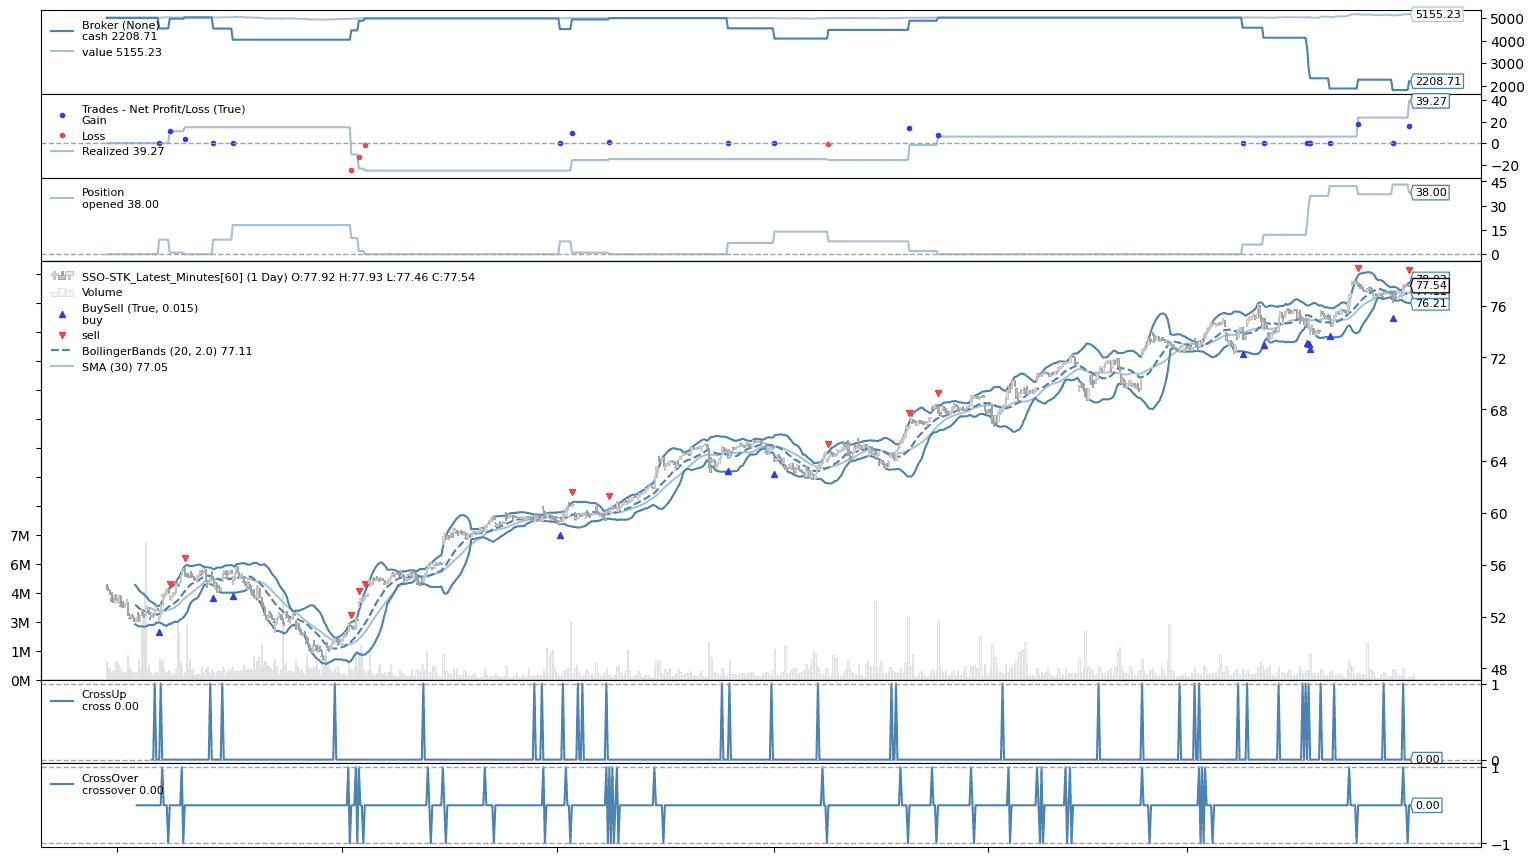 Broker (None)
cash 2208.71
value 5155.23
5155.23
5000
4000
3000
2208.71
2000
Trades - Net Profit/Loss (True)
Gain
Loss
Realized 39.27
39.27
40
20
0
−20
Position
opened 38.00
38.00
45
30
15
0
SSO-STK_Latest_Minutes[60] (1 Day) O:77.92 H:77.93 L:77.46 C:77.54
Volume
BuySell (True, 0.015)
buy
sell
BollingerBands (20, 2.0) 77.11
SMA (30) 77.05
77.54
76.21
76
72
68
64
60
56
52
48
7M
6M
4M
3M
1M
0M
CrossUp
cross 0.00
1
0.00
0
CrossOver
crossover 0.00
1
0.00
−1